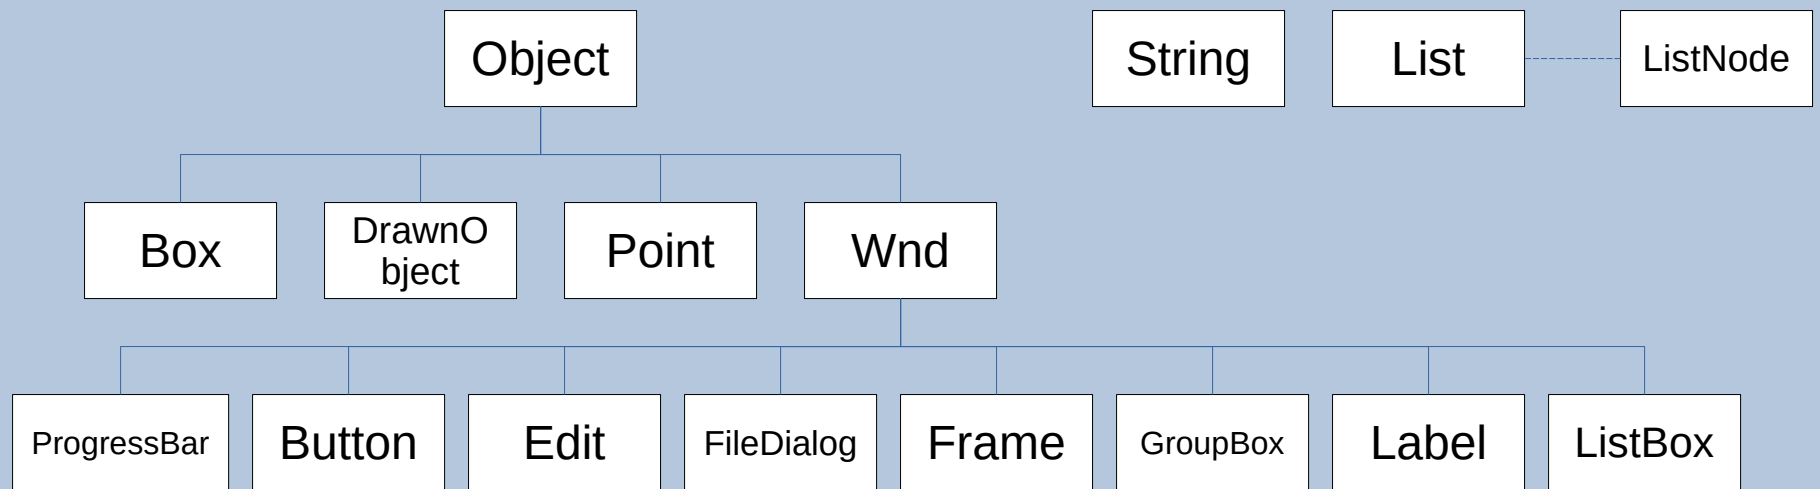 Object
String
List
ListNode
Box
DrawnO
bject
Point
Wnd
ProgressBar
Button
Edit
FileDialog
Frame
GroupBox
Label
ListBox